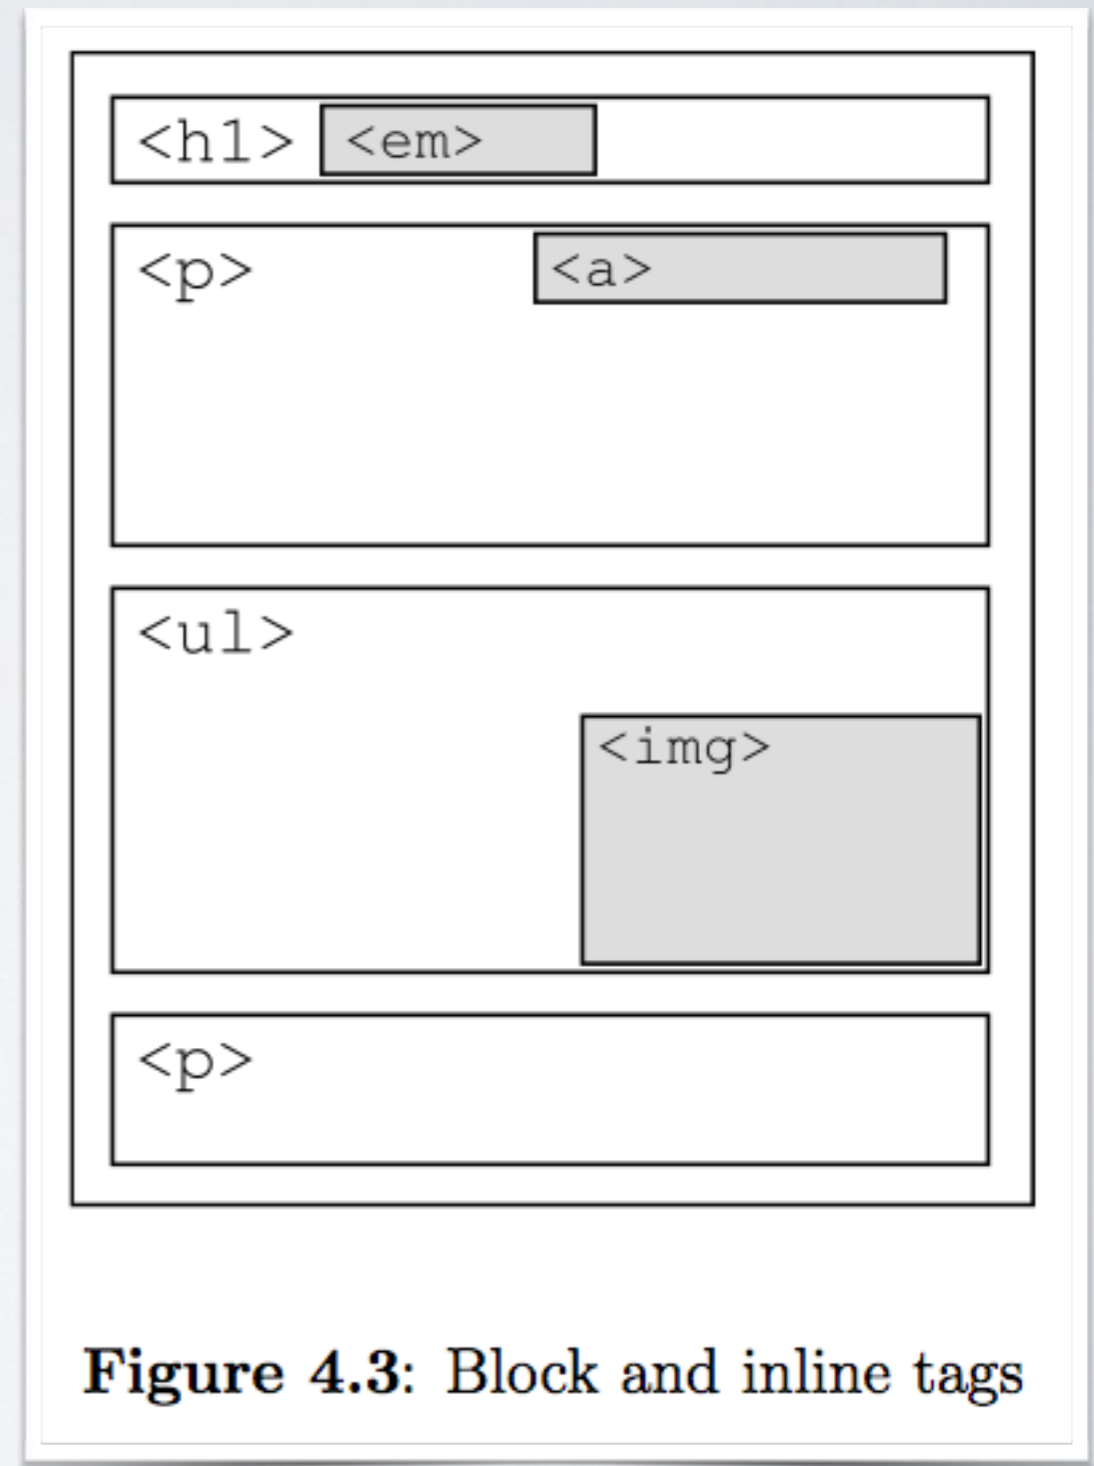 <h1> <em>
<p> <a>
<ul>
<img>
<p>
Figure 4.3: Block and inline tags